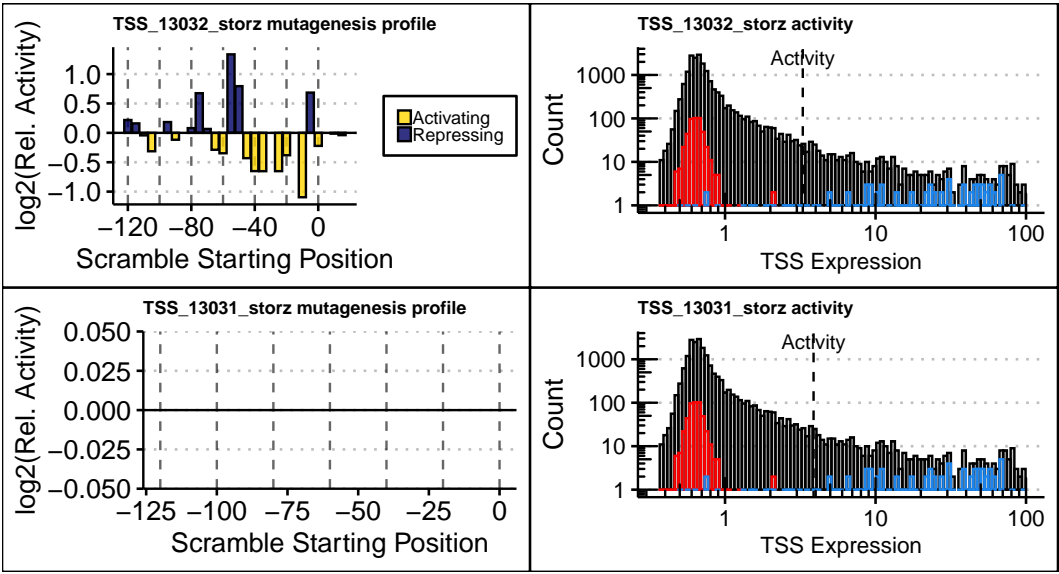 TSS_13032_storz mutagenesis profile
log2(Rel. Activity)
1.0
0.5
0.0
−0.5
−1.0
−120 −80 −40 0
Scramble Starting Position
Activating
Repressing
TSS_13032_storz activity
Activity
Count
1000
100
10
1
1 10 100
TSS Expression
TSS_13031_storz mutagenesis profile
log2(Rel. Activity)
0.050
0.025
0.000
−0.025
−0.050
−125 −100 −75 −50 −25 0
Scramble Starting Position
TSS_13031_storz activity
Activity
Count
1000
100
10
1
1 10 100
TSS Expression